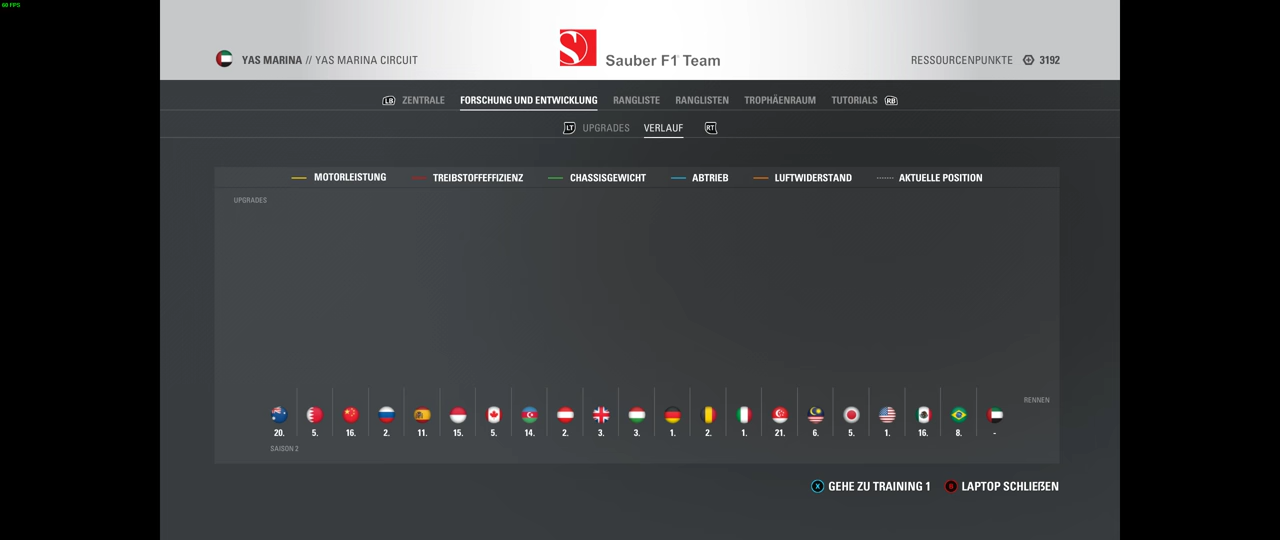 60 FPS
YAS MARINA // YAS MARINA CIRCUIT
Sauber F1 Team
RESSOURCENPUNKTE 3192
LB ZENTRALE FORSCHUNG UND ENTWICKLUNG RANGLISTE RANGLISTEN TROPHÄENRAUM TUTORIALS RB
LT UPGRADES VERLAUF RT
MOTORLEISTUNG TREIBSTOFFEFFIZIENZ CHASSISGEWICHT ABTRIEB LUFTWIDERSTAND AKTUELLE POSITION
UPGRADES
RENNEN
20. 5. 16. 2. 11. 15. 5. 14. 2. 3. 3. 1. 2. 1. 21. 6. 5. 1. 16. 8. -
SAISON 2
X GEHE ZU TRAINING 1 B LAPTOP SCHLIEßEN